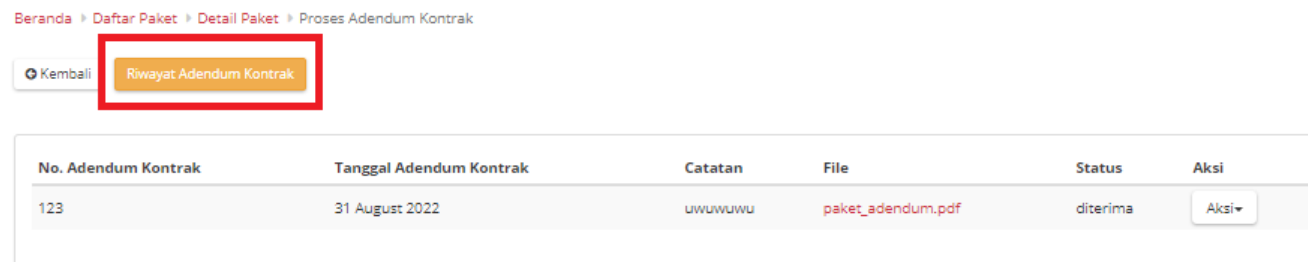 Beranda Daftar Paket Detail Paket Proses Adendum Kontrak
Kembali Riwayat Adendum Kontrak
No. Adendum Kontrak Tanggal Adendum Kontrak Catatan File Status Aksi
123 31 August 2022 uwuwuwu paket_adendum.pdf diterima Aksi